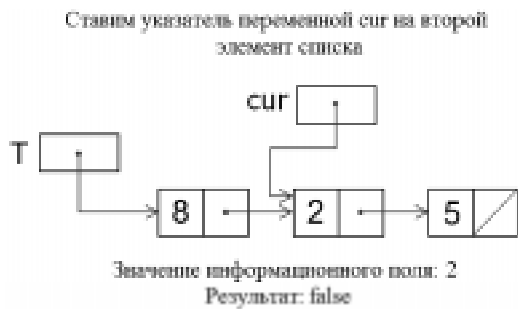 Ставим указатель переменной cur на второй
элемент списка
cur
T
8 2 5
Значение информационного поля: 2
Результат: false